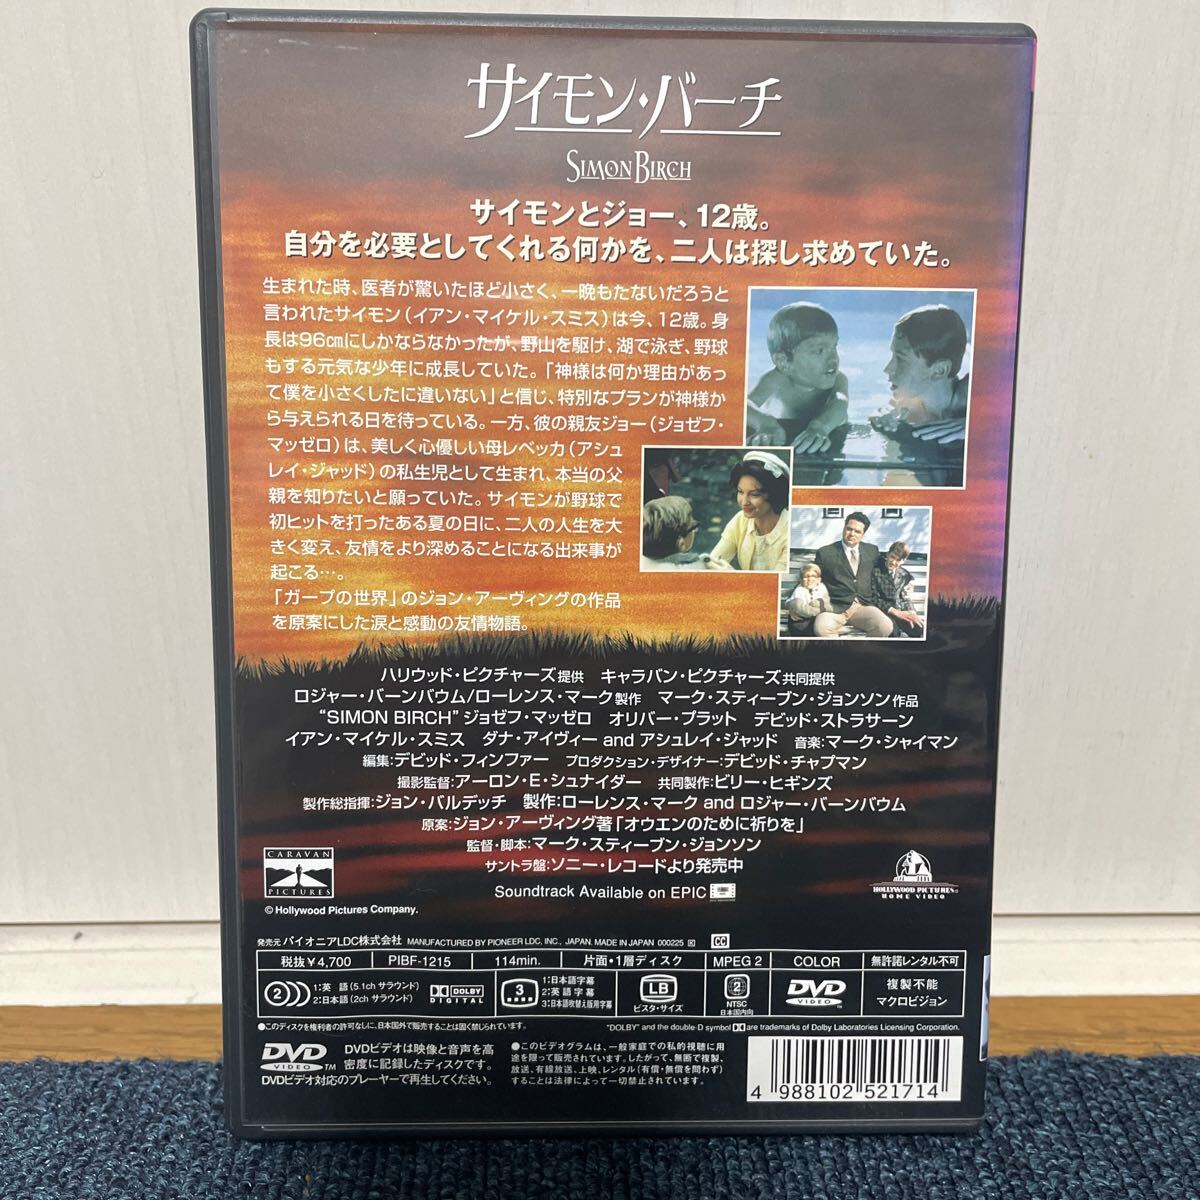 サイモン・バーチ
SIMON BIRCH
サイモンとジョー、12歳。
自分を必要としてくれる何かを、二人は探し求めていた。
生まれた時、医者が驚いたほど小さく、一晩もたないだろうと
言われたサイモン（イアン・マイケル・スミス）は今、12歳。身
長は96㎝にしかならなかったが、野山を駆け、湖で泳ぎ、野球
もする元気な少年に成長していた。「神様は何か理由があっ
て僕を小さくしたに違いない」と信じ、特別なプランが神様か
ら与えられる日を待っている。一方、彼の親友ジョー（ジョゼフ・
マッゼロ）は、美しく心優しい母レベッカ（アシュ
レイ・ジャッド）の私生児として生まれ、本当の父
親を知りたいと願っていた。サイモンが野球で
初ヒットを打ったある夏の日に、二人の人生を大
きく変え、友情をより深めることになる出来事が
起こる…。
「ガープの世界」のジョン・アーヴィングの作品
を原案にした涙と感動の友情物語。
ハリウッド・ピクチャーズ提供　キャラバン・ピクチャーズ共同提供
ロジャー・バーンバウム/ローレンス・マーク製作　マーク・スティーブン・ジョンソン作品
“SIMON BIRCH” ジョゼフ・マッゼロ　オリバー・プラット　デビッド・ストラサーン
イアン・マイケル・スミス　ダナ・アイヴィー and アシュレイ・ジャッド　音楽:マーク・シャイマン
編集:デビッド・フィンファー　プロダクション・デザイナー:デビッド・チャプマン
撮影監督:アーロン・E・シュナイダー　共同製作:ビリー・ヒギンズ
製作総指揮:ジョン・バルデッチ　製作:ローレンス・マーク and ロジャー・バーンバウム
原案:ジョン・アーヴィング著「オウエンのために祈りを」
監督・脚本:マーク・スティーブン・ジョンソン
サントラ盤:ソニー・レコードより発売中
Soundtrack Available on EPIC
CARAVAN
PICTURES
HOLLYWOOD PICTURES
HOME VIDEO
© Hollywood Pictures Company.
発売元 パイオニアLDC株式会社 MANUFACTURED BY PIONEER LDC, INC., JAPAN. MADE IN JAPAN 000225 CC
税抜￥4,700 PIBF-1215 114min. 片面・1層ディスク MPEG 2 COLOR 無許諾レンタル不可
2 1:英 語（5.1ch サラウンド）
2:日本語（2ch サラウンド）
DOLBY DIGITAL
3 1:日本語字幕
2:英 語 字 幕
3:日本語吹替え版用字幕
LB
ビスタ・サイズ
2
NTSC
日本国内向
DVD VIDEO
複製不能
マクロビジョン
●このディスクを権利者の許可なしに、日本国外で販売することは固く禁じられています。
"DOLBY" and the double-D symbol are trademarks of Dolby Laboratories Licensing Corporation.
DVD VIDEO TM
DVDビデオは映像と音声を高
密度に記録したディスクです。
DVDビデオ対応のプレーヤーで再生してください。
●このビデオグラムは、一般家庭での私的視聴に用
途を限って販売されています。したがって、無断で複製、
放送、有線放送、上映、レンタル（有償・無償を問わず）
することは法律によって一切禁止されています。
4 988102 521714